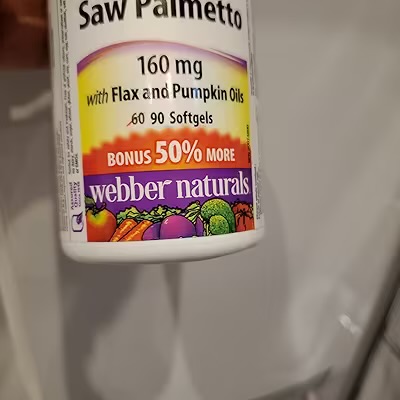 Saw Palmetto
160 mg
with Flax and Pumpkin Oils
60 90 Softgels
BONUS 50% MORE
webber naturals